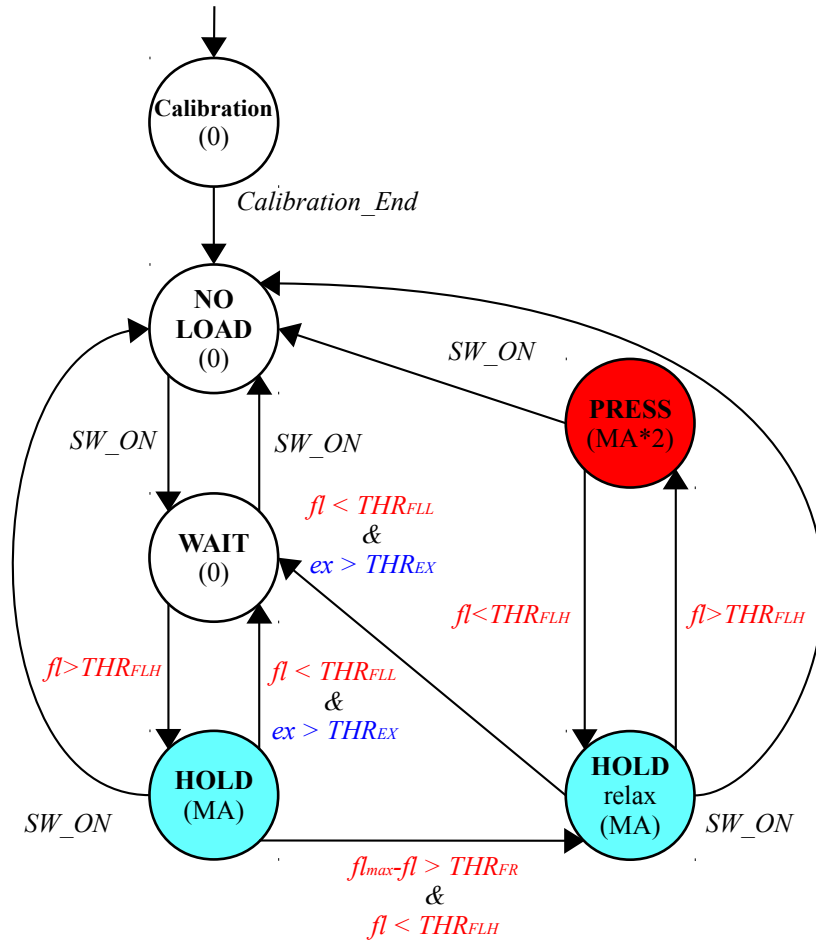 Calibration
(0)
Calibration_End
NO
LOAD
(0)
SW_ON
SW_ON
SW_ON
PRESS
(MA*2)
WAIT
(0)
fl < THRFLL
&
ex > THREX
fl<THRFLH
fl>THRFLH
fl>THRFLH
fl < THRFLL
&
ex > THREX
HOLD
(MA)
HOLD
relax
(MA)
SW_ON
SW_ON
flmax-fl > THRFR
&
fl < THRFLH